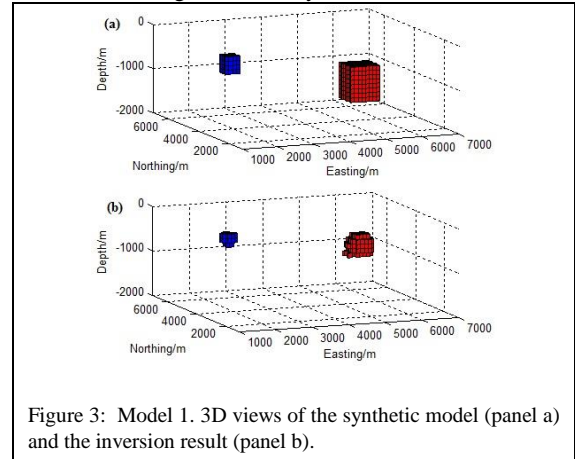 (a)
0
-1000
-2000
Depth/m
6000
4000
2000
Northing/m
1000
2000
3000
4000
5000
6000
7000
Easting/m
(b)
0
-1000
-2000
Depth/m
6000
4000
2000
Northing/m
1000
2000
3000
4000
5000
6000
7000
Easting/m
Figure 3: Model 1. 3D views of the synthetic model (panel a)
and the inversion result (panel b).